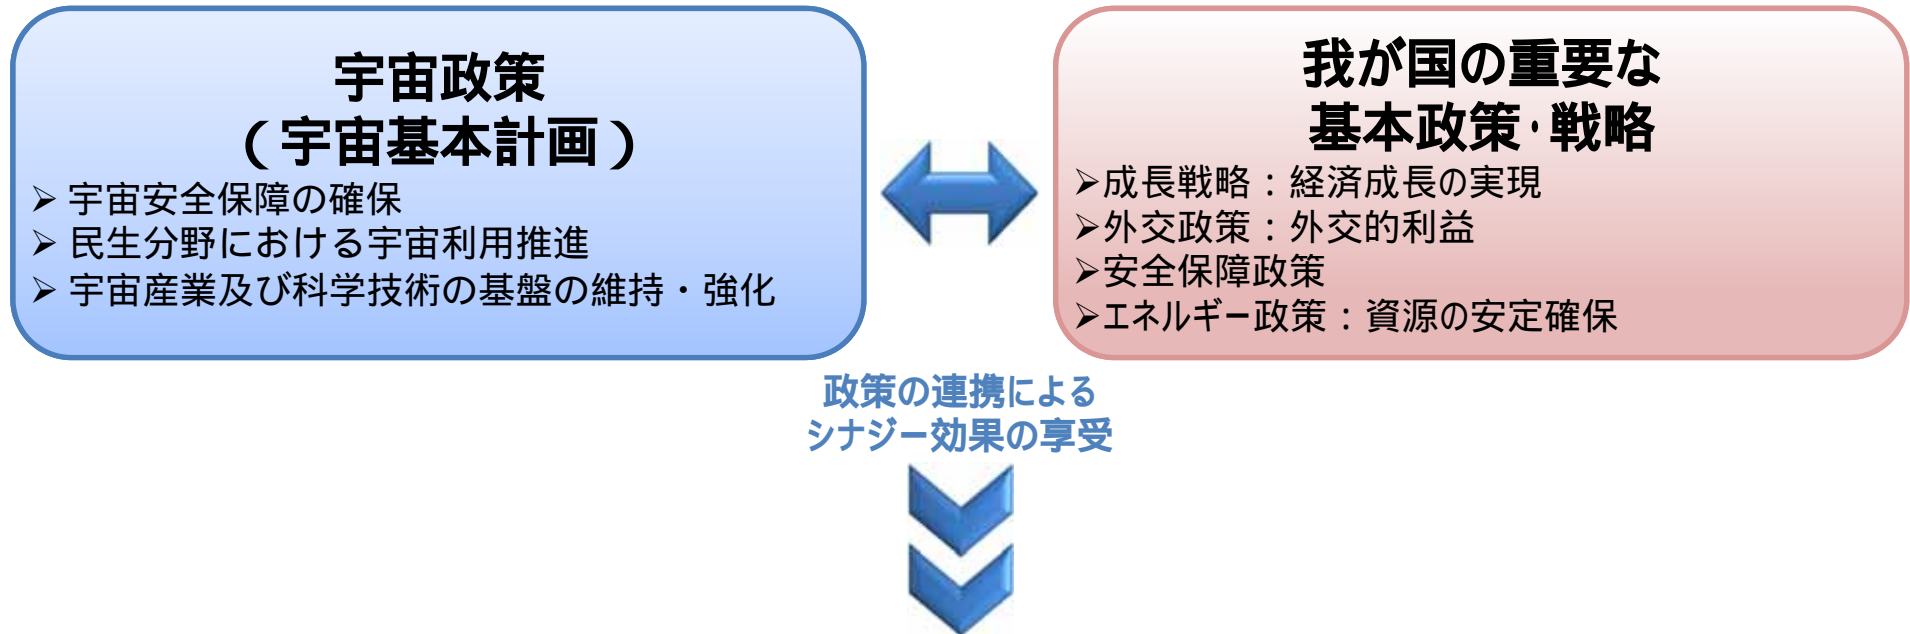 宇宙政策
(宇宙基本計画)
➢ 宇宙安全保障の確保
➢ 民生分野における宇宙利用推進
➢ 宇宙産業及び科学技術の基盤の維持・強化
我が国の重要な
基本政策・戦略
➢成長戦略:経済成長の実現
➢外交政策:外交的利益
➢安全保障政策
➢エネルギー政策:資源の安定確保
政策の連携による
シナジー効果の享受